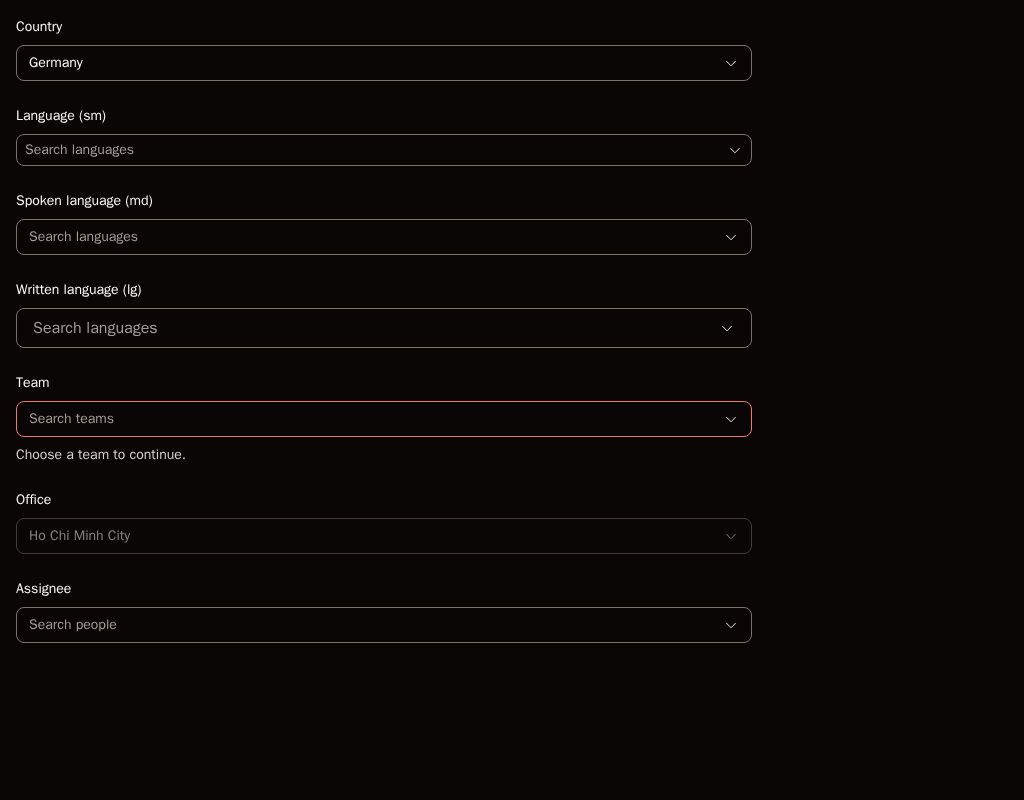 Country
Germany
Language (sm)
Search languages
Spoken language (md)
Search languages
Written language (lg)
Search languages
Team
Search teams
Choose a team to continue.
Office
Ho Chi Minh City
Assignee
Search people